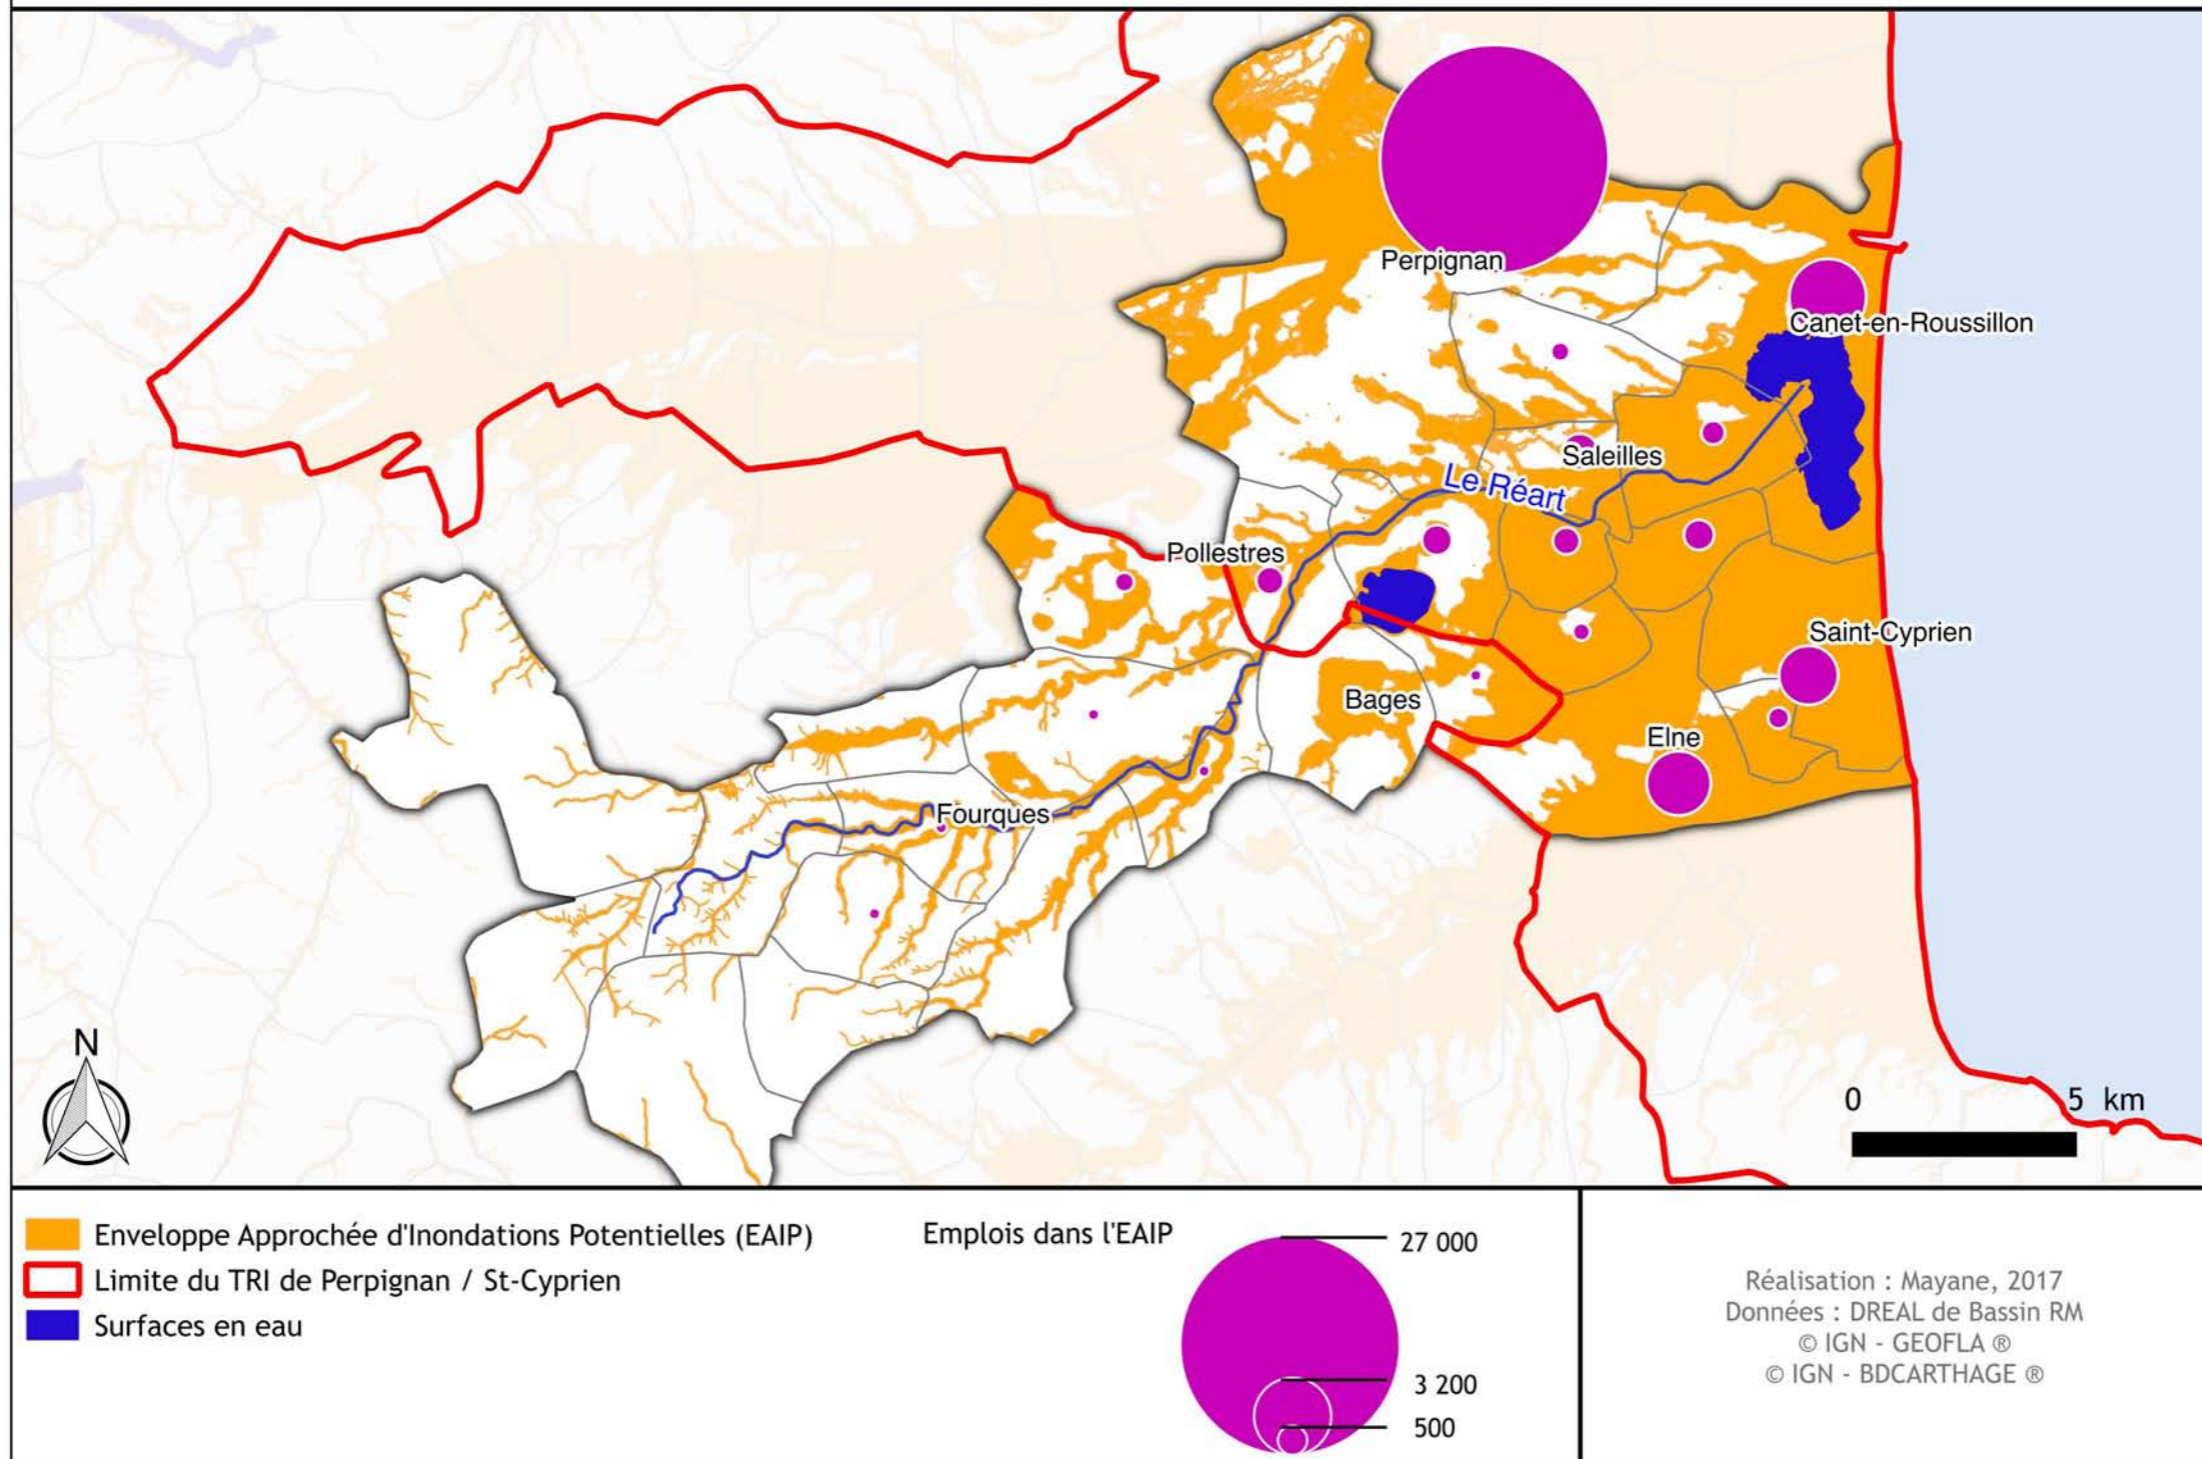 Perpignan
Canet-en-Roussillon
Saleilles
Le Réart
Pollestres
Saint-Cyprien
Bages
Elne
Fourques
N
0 5 km
Enveloppe Approchée d'Inondations Potentielles (EAIP)
Limite du TRI de Perpignan / St-Cyprien
Surfaces en eau
Emplois dans l'EAIP
27 000
3 200
500
Réalisation : Mayane, 2017
Données : DREAL de Bassin RM
© IGN - GEOFLA ®
© IGN - BDCARTHAGE ®